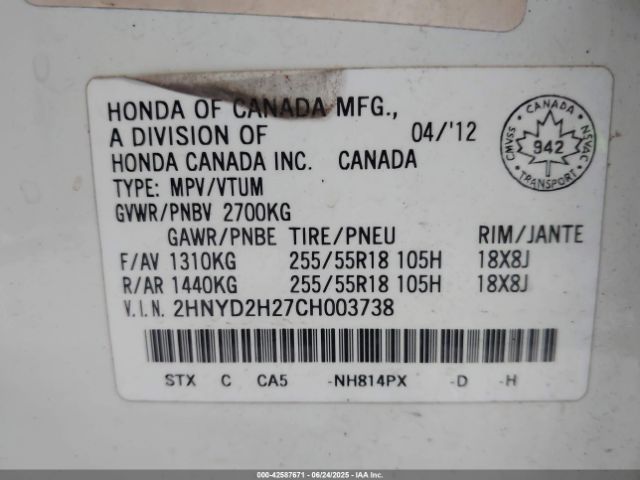 HONDA OF CANADA MFG.,
A DIVISION OF 04/'12
HONDA CANADA INC. CANADA
TYPE: MPV/VTUM
GVWR/PNBV 2700KG
GAWR/PNBE TIRE/PNEU RIM/JANTE
F/AV 1310KG 255/55R18 105H 18X8J
R/AR 1440KG 255/55R18 105H 18X8J
V.I.N. 2HNYD2H27CH003738
STX C CA5 -NH814PX -D -H
CANADA
CMVSS 942 NSVAC
TRANSPORT
000-42587671 - 06/24/2025 - IAAI